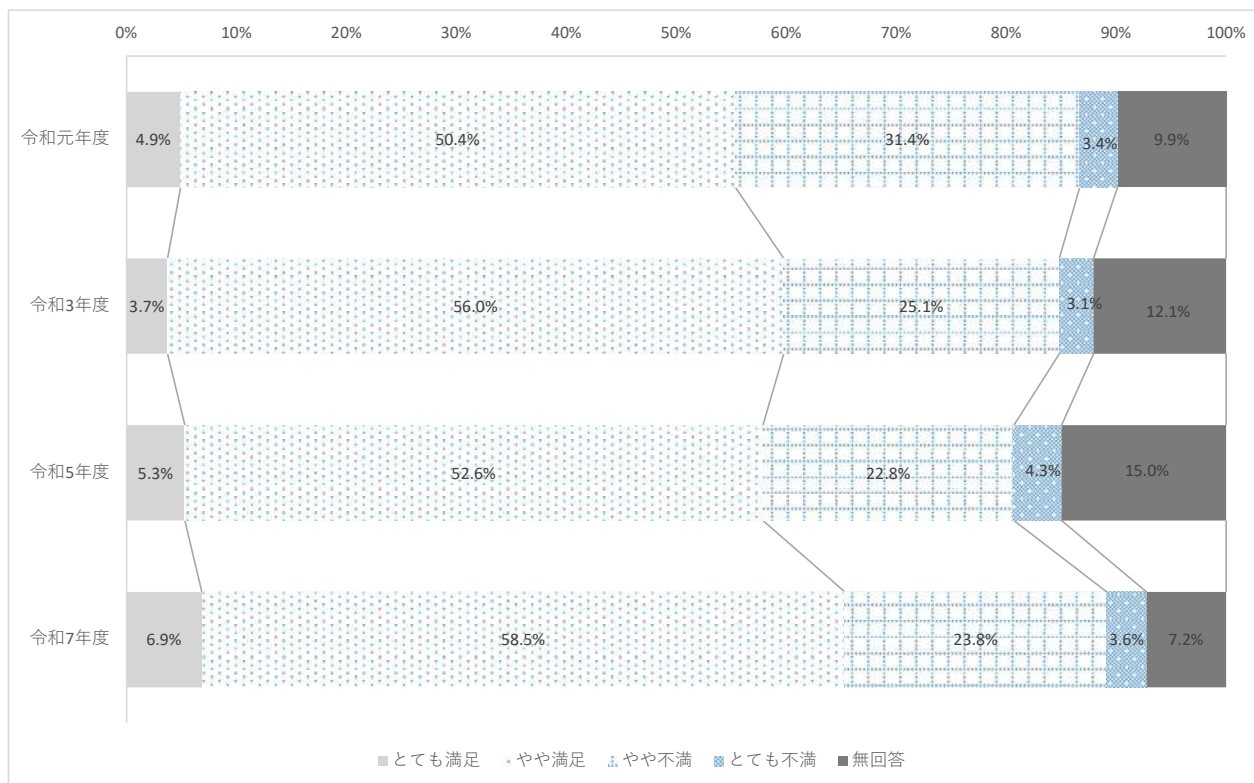 0% 10% 20% 30% 40% 50% 60% 70% 80% 90% 100%
令和元年度 4.9% 50.4% 31.4% 3.4% 9.9%
令和3年度 3.7% 56.0% 25.1% 3.1% 12.1%
令和5年度 5.3% 52.6% 22.8% 4.3% 15.0%
令和7年度 6.9% 58.5% 23.8% 3.6% 7.2%
とても満足 やや満足 やや不満 とても不満 無回答